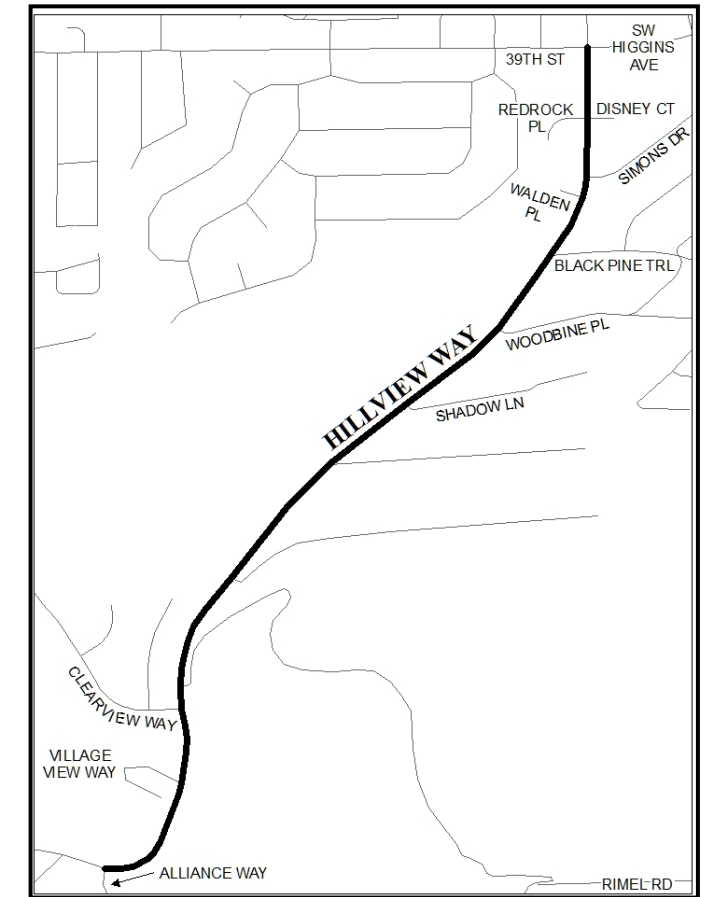 SW
HIGGINS
AVE
39TH ST
REDROCK
PL
DISNEY CT
SIMONS DR
WALDEN
PL
BLACK PINE TRL
WOODBINE PL
HILLVIEW WAY
SHADOW LN
CLEARVIEW WAY
VILLAGE
VIEW WAY
ALLIANCE WAY
RIMEL RD